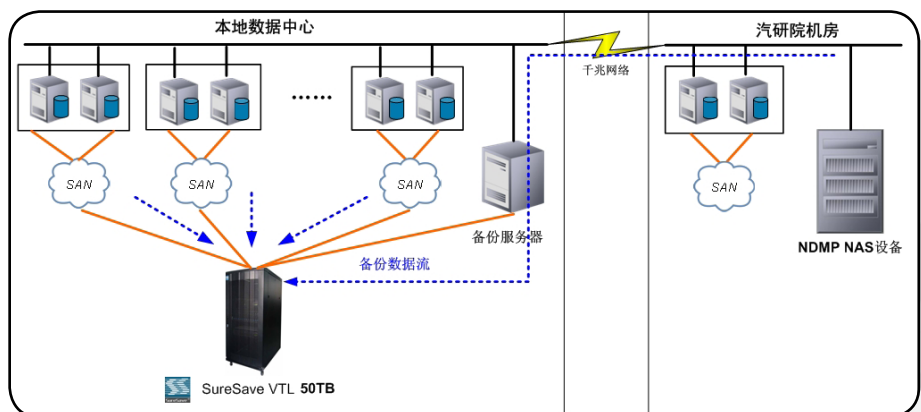 本地数据中心
汽研院机房
千兆网络
......
SAN
SAN
SAN
SAN
备份服务器
NDMP NAS设备
备份数据流
SureSave VTL 50TB